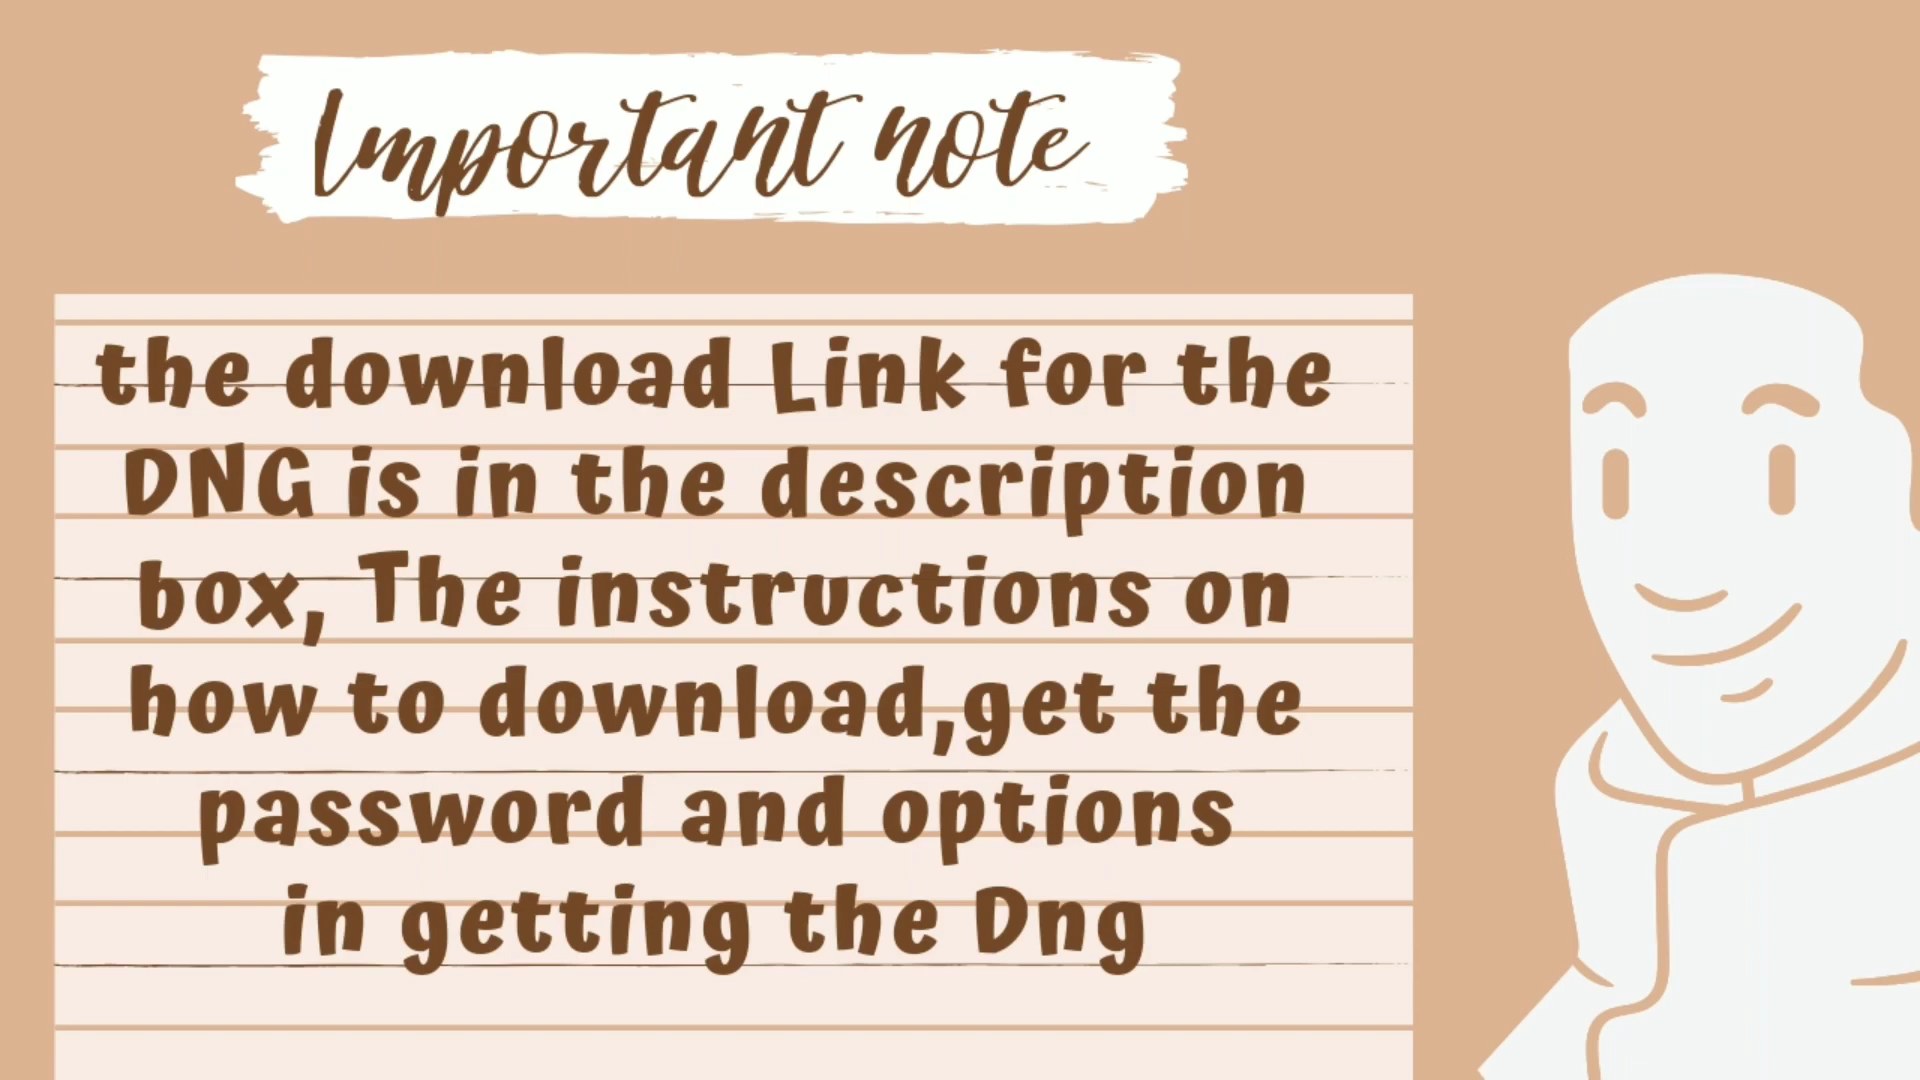 Important note
the download Link for the
DNG is in the description
box, The instructions on
how to download,get the
password and options
in getting the Dng